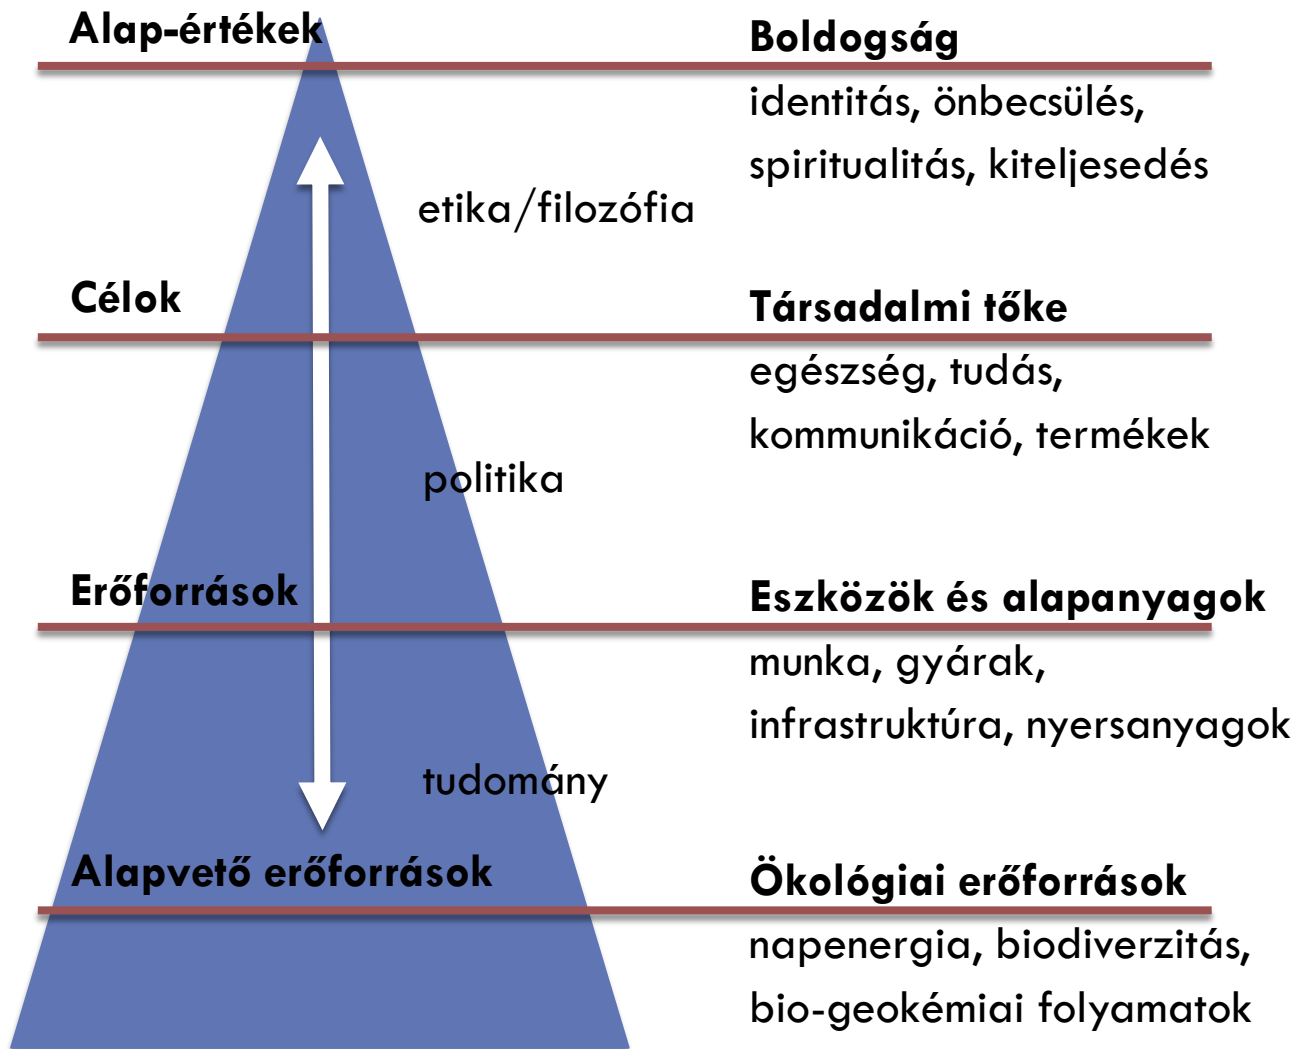 Alap-értékek
Boldogság
identitás, önbecsülés,
spiritualitás, kiteljesedés
etika/filozófia
Célok
Társadalmi tőke
egészség, tudás,
kommunikáció, termékek
politika
Erőforrások
Eszközök és alapanyagok
munka, gyárak,
infrastruktúra, nyersanyagok
tudomány
Alapvető erőforrások
Ökológiai erőforrások
napenergia, biodiverzitás,
bio-geokémiai folyamatok